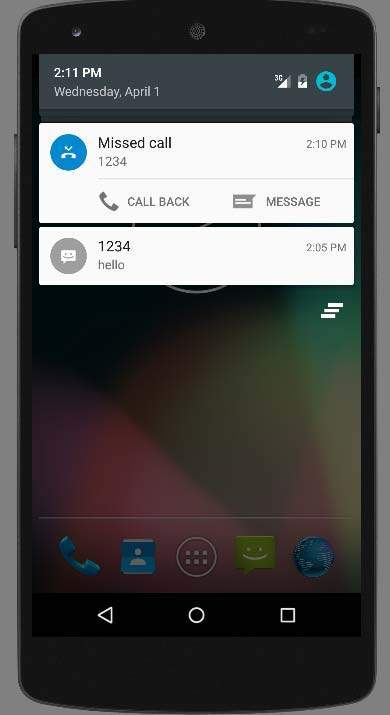 2:11 PM
Wednesday, April 1
3G
Missed call
2:10 PM
1234
CALL BACK
MESSAGE
1234
2:05 PM
hello